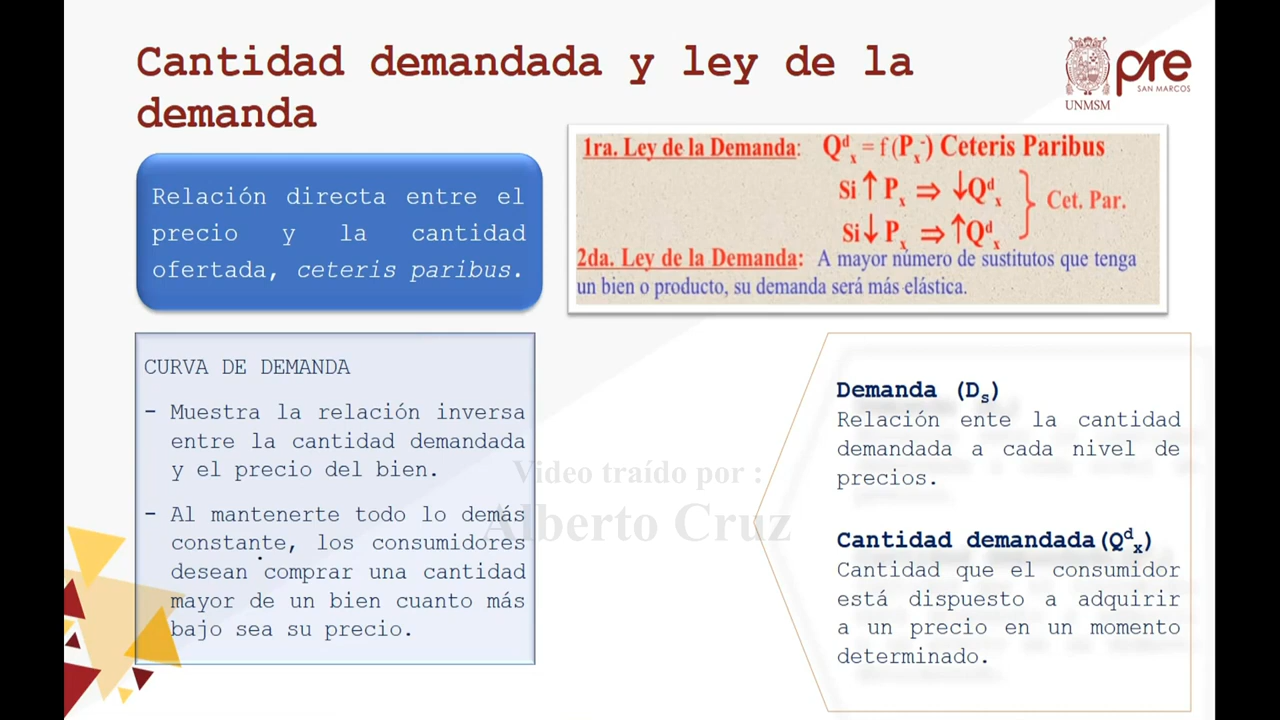 Cantidad demandada y ley de la
demanda
UNMSM
pre
SAN MARCOS
Relación directa entre el
precio y la cantidad
ofertada, ceteris paribus.
1ra. Ley de la Demanda: Qᵈₓ = f (Pₓ⁻) Ceteris Paribus
Si ↑ Pₓ ⇒ ↓Qᵈₓ
Si ↓ Pₓ ⇒ ↑Qᵈₓ
Cet. Par.
2da. Ley de la Demanda: A mayor número de sustitutos que tenga
un bien o producto, su demanda será más elástica.
CURVA DE DEMANDA
- Muestra la relación inversa
entre la cantidad demandada
y el precio del bien.
- Al mantenerte todo lo demás
constante, los consumidores
desean comprar una cantidad
mayor de un bien cuanto más
bajo sea su precio.
Video traído por :
Alberto Cruz
Demanda (Dₛ)
Relación ente la cantidad
demandada a cada nivel de
precios.
Cantidad demandada(Qᵈₓ)
Cantidad que el consumidor
está dispuesto a adquirir
a un precio en un momento
determinado.